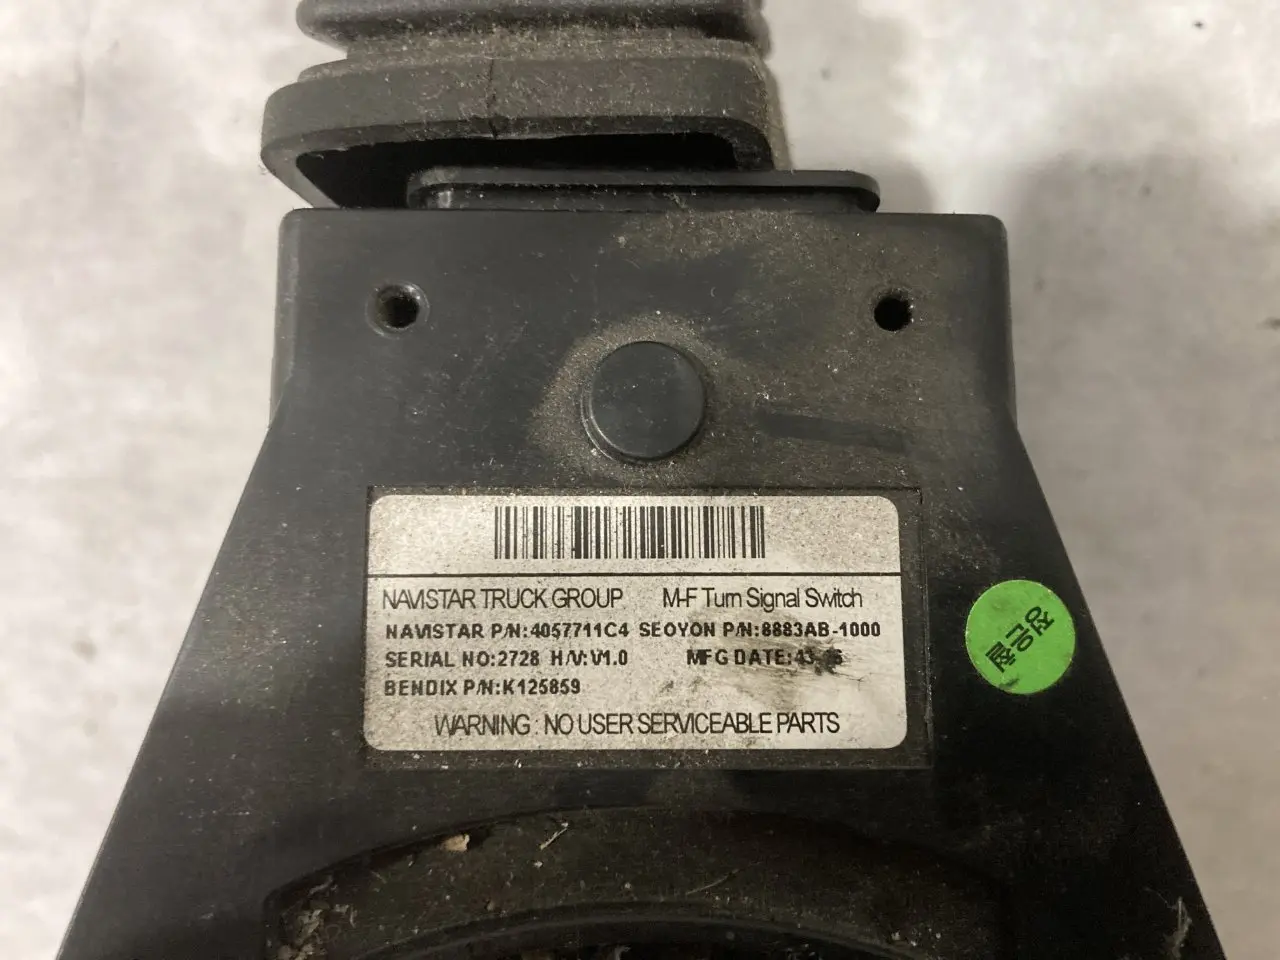 NAVISTAR TRUCK GROUP M-F Turn Signal Switch
NAVISTAR P/N:4057711C4 SEOYON P/N:8883AB-1000
SERIAL NO:2728 H/V:V1.0 MFG DATE:
BENDIX P/N:K125859
WARNING : NO USER SERVICEABLE PARTS